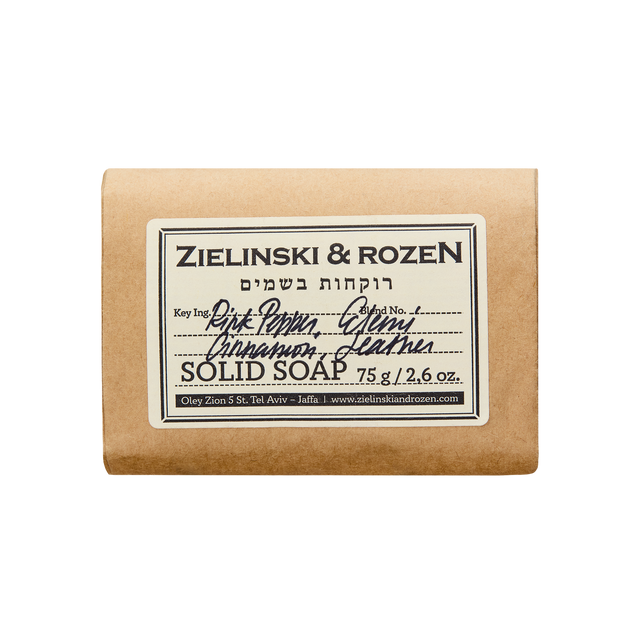 ZIELINSKI & ROZEN
רוקחות בשמים
Key Ing. Pink Pepper, Elemi Blend No.
Cinnamon, Leather
SOLID SOAP 75 g / 2,6 oz.
Oley Zion 5 St. Tel Aviv – Jaffa | www.zielinskiandrozen.com